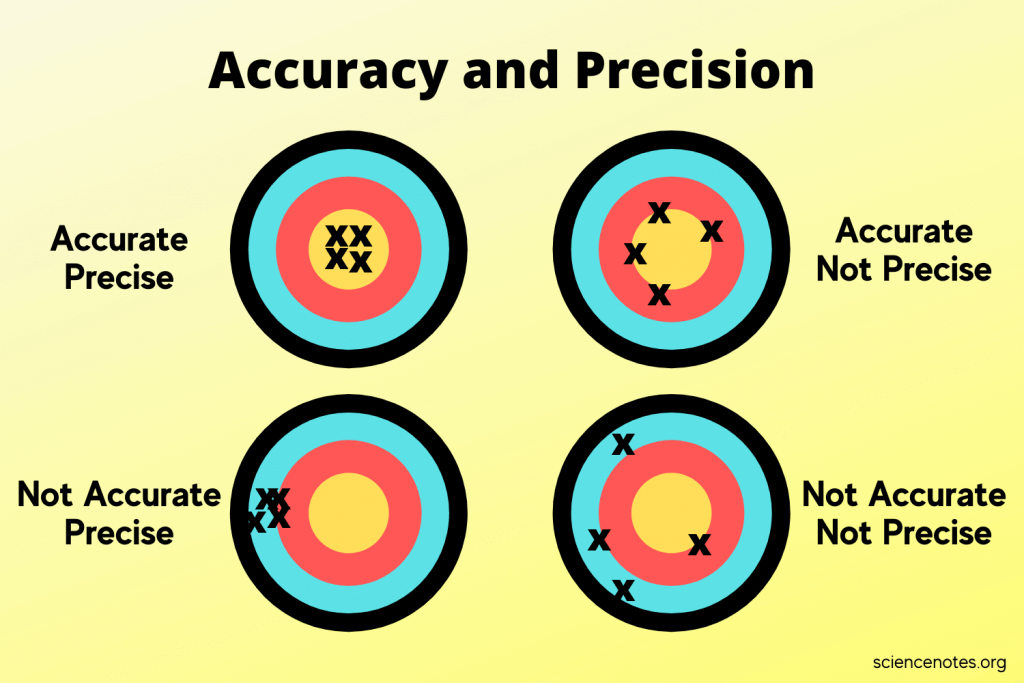 Accuracy and Precision
Accurate
Precise
XX
XX
X
X
X
X
Accurate
Not Precise
Not Accurate
Precise
XX
XX
X
X
X
X
Not Accurate
Not Precise
sciencenotes.org